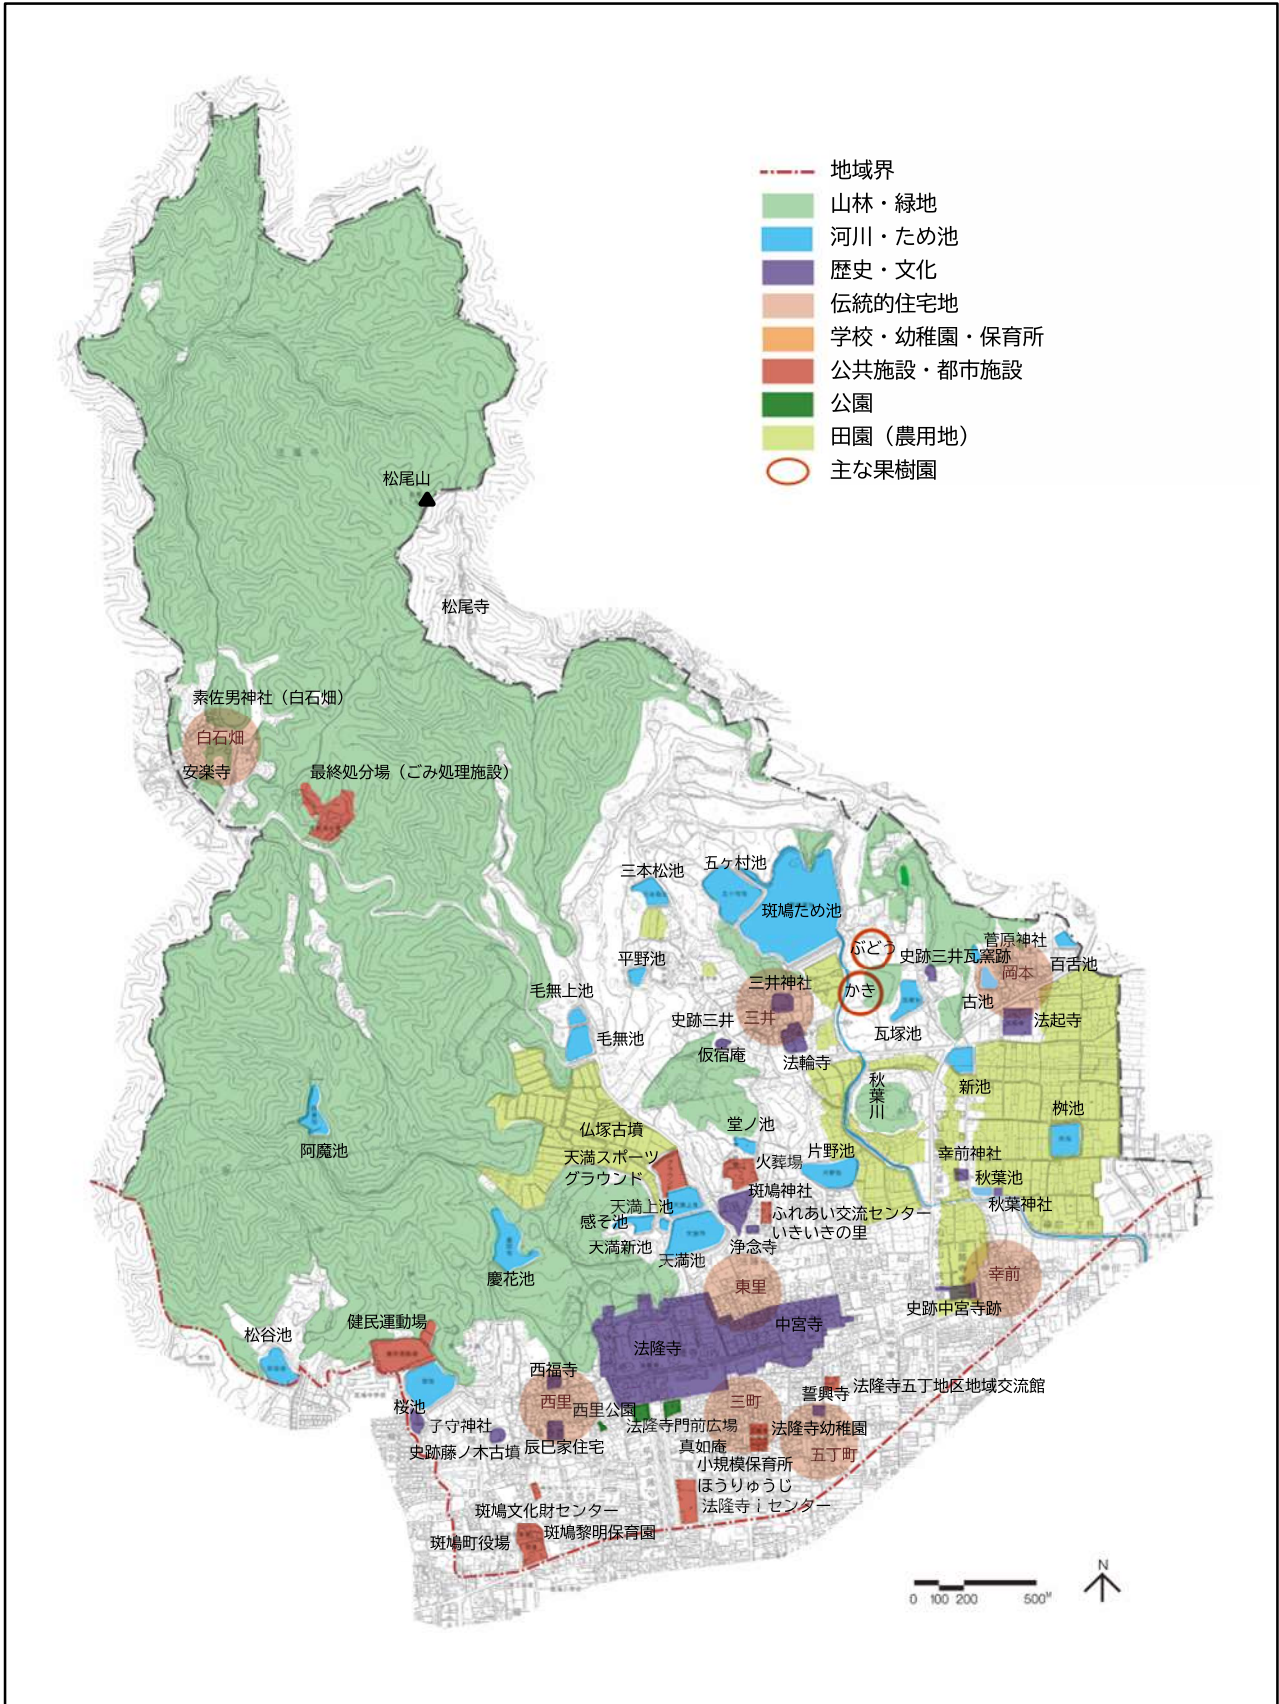 地域界
山林・緑地
河川・ため池
歴史・文化
伝統的住宅地
学校・幼稚園・保育所
公共施設・都市施設
公園
田園（農用地）
主な果樹園
松尾山
松尾寺
素佐男神社（白石畑）
白石畑
安楽寺
最終処分場（ごみ処理施設）
三本松池
五ヶ村池
斑鳩ため池
ぶどう
菅原神社
史跡三井瓦窯跡
平野池
百舌池
岡本
三井神社
かき
毛無上池
古池
史跡三井
三井
法起寺
瓦塚池
毛無池
仮宿庵
法輪寺
秋葉川
新池
桝池
仏塚古墳
堂ノ池
阿魔池
天満スポーツ
グラウンド
火葬場
片野池
幸前神社
秋葉池
斑鳩神社
天満上池
秋葉神社
感そ池
ふれあい交流センター
いきいきの里
天満新池
浄念寺
天満池
慶花池
東里
幸前
史跡中宮寺跡
健民運動場
松谷池
中宮寺
法隆寺
西福寺
法隆寺五丁地区地域交流館
誓興寺
桜池
西里
西里公園
三町
子守神社
法隆寺門前広場
法隆寺幼稚園
史跡藤ノ木古墳
辰巳家住宅
真如庵
五丁町
小規模保育所
ほうりゅうじ
法隆寺ｉセンター
斑鳩文化財センター
斑鳩町役場
斑鳩黎明保育園
N
0 100 200 500M